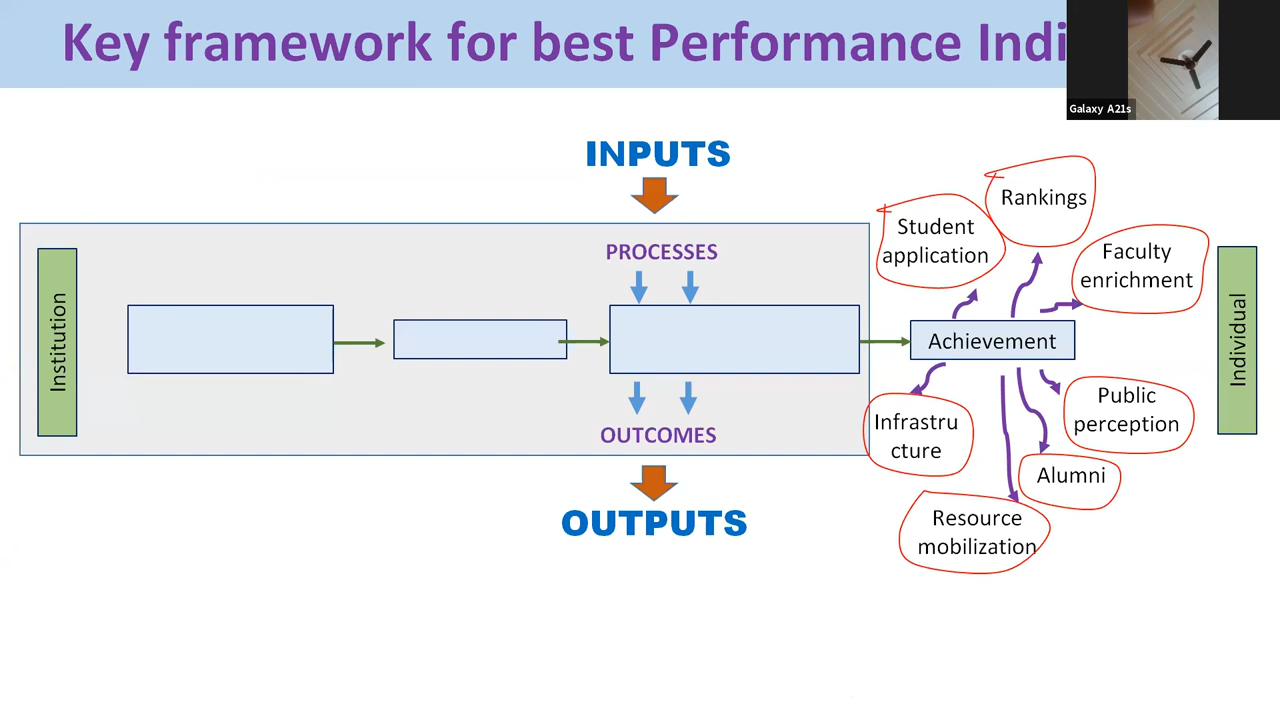 Key framework for best Performance Indi
Galaxy A21s
INPUTS
Rankings
Student
application
Faculty
enrichment
PROCESSES
Institution
Individual
Achievement
Public
perception
Infrastru
cture
OUTCOMES
Alumni
Resource
mobilization
OUTPUTS